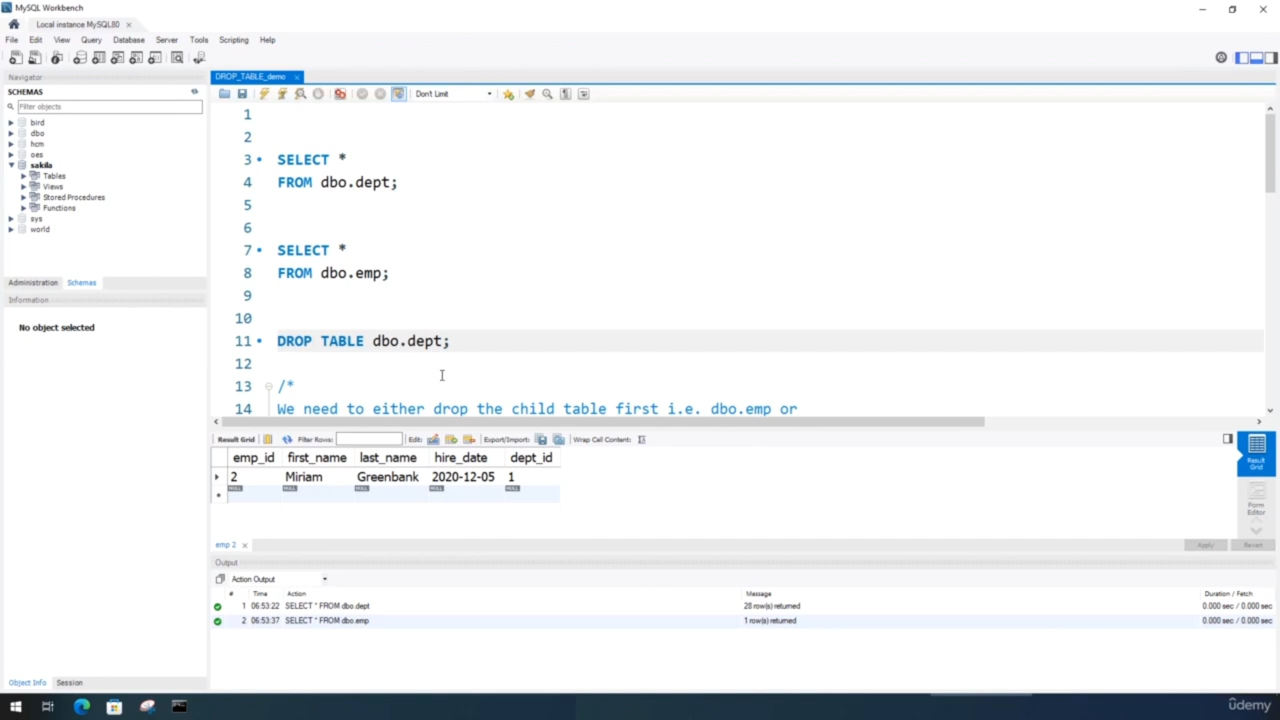 MySQL Workbench
Local instance MySQL80
File Edit View Query Database Server Tools Scripting Help
Navigator
SCHEMAS
Filter objects
bird
dbo
hcm
oes
sakila
Tables
Views
Stored Procedures
Functions
sys
world
Administration Schemas
Information
No object selected
Object Info Session
DROP_TABLE_demo
Don't Limit
1
2
3 SELECT *
4 FROM dbo.dept;
5
6
7 SELECT *
8 FROM dbo.emp;
9
10
11 DROP TABLE dbo.dept;
12
13 /*
14 We need to either drop the child table first i.e. dbo.emp or
Result Grid Filter Rows: Edit: Export/Import: Wrap Cell Content:
emp_id first_name last_name hire_date dept_id
2 Miriam Greenbank 2020-12-05 1
NULL NULL NULL NULL NULL
Result Grid
Form Editor
emp 2 Apply Revert
Output
Action Output
# Time Action Message Duration / Fetch
1 06:53:22 SELECT * FROM dbo.dept 28 row(s) returned 0.000 sec / 0.000 sec
2 06:53:37 SELECT * FROM dbo.emp 1 row(s) returned 0.000 sec / 0.000 sec
ûdemy